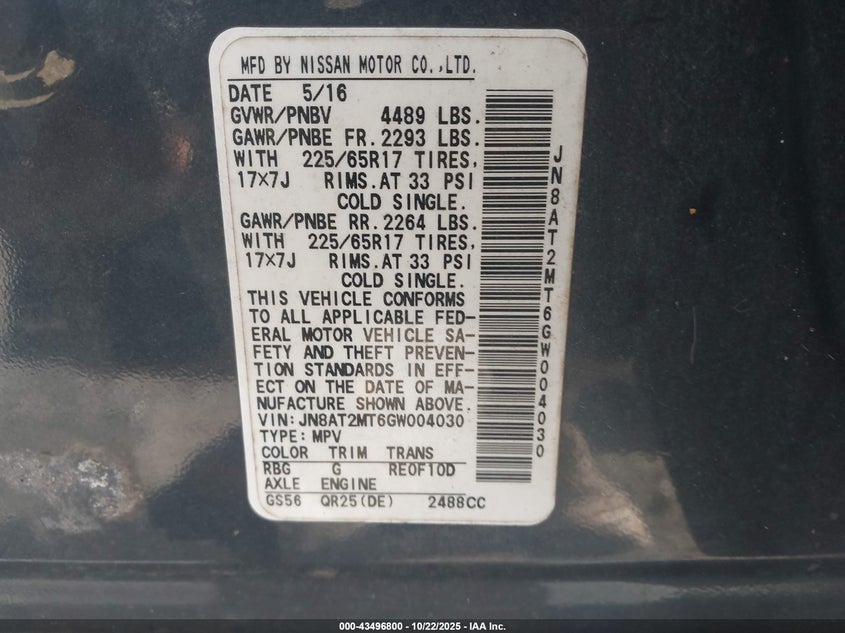 MFD BY NISSAN MOTOR CO.,LTD.
DATE 5/16
GVWR/PNBV 4489 LBS.
GAWR/PNBE FR. 2293 LBS.
WITH 225/65R17 TIRES,
17×7J RIMS.AT 33 PSI
COLD SINGLE.
GAWR/PNBE RR. 2264 LBS.
WITH 225/65R17 TIRES,
17×7J RIMS.AT 33 PSI
COLD SINGLE.
THIS VEHICLE CONFORMS
TO ALL APPLICABLE FED-
ERAL MOTOR VEHICLE SA-
FETY AND THEFT PREVEN-
TION STANDARDS IN EFF-
ECT ON THE DATE OF MA-
NUFACTURE SHOWN ABOVE.
VIN:JN8AT2MT6GW004030
TYPE:MPV
COLOR TRIM TRANS
RBG G RE0F10D
AXLE ENGINE
GS56 QR25(DE) 2488CC
JN8AT2MT6GW004030
000-43496800 - 10/22/2025 - IAA Inc.